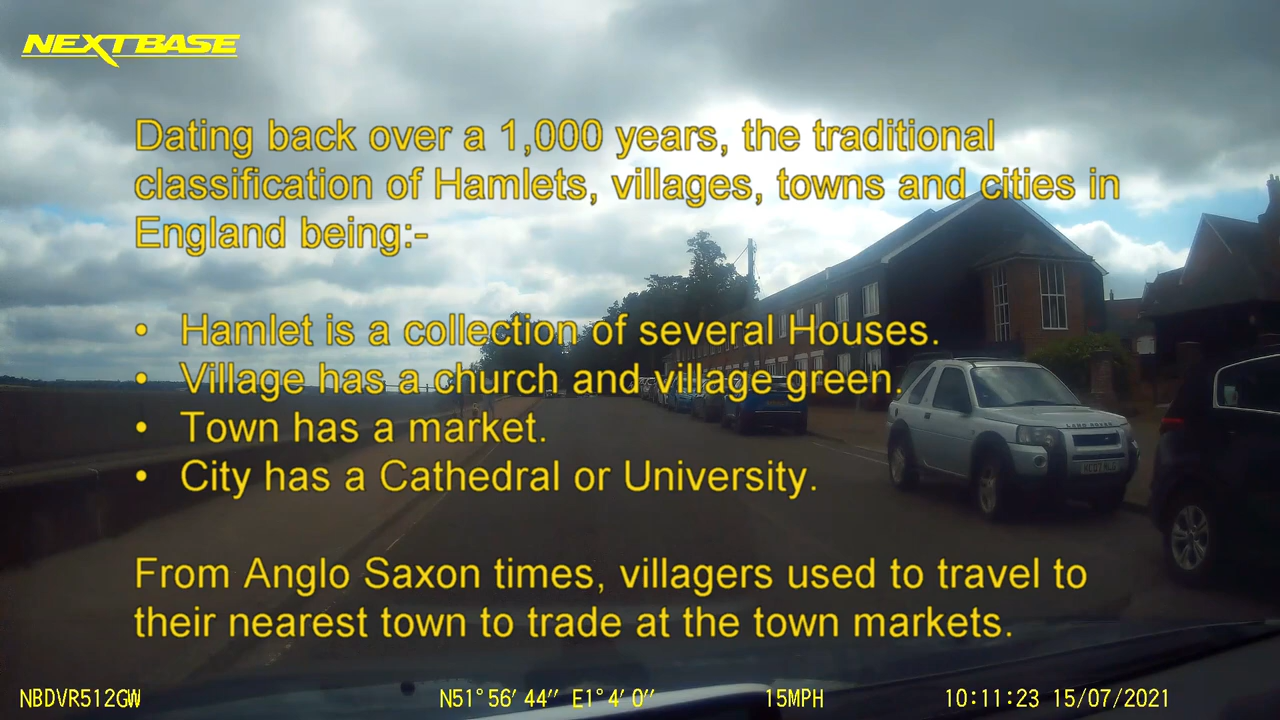 NEXTBASE
Dating back over a 1,000 years, the traditional
classification of Hamlets, villages, towns and cities in
England being:-
• Hamlet is a collection of several Houses.
• Village has a church and village green.
• Town has a market.
• City has a Cathedral or University.
LAND ROVER
From Anglo Saxon times, villagers used to travel to
their nearest town to trade at the town markets.
NBDVR512GW N51°56'44'' E1°4'0'' 15MPH 10:11:23 15/07/2021